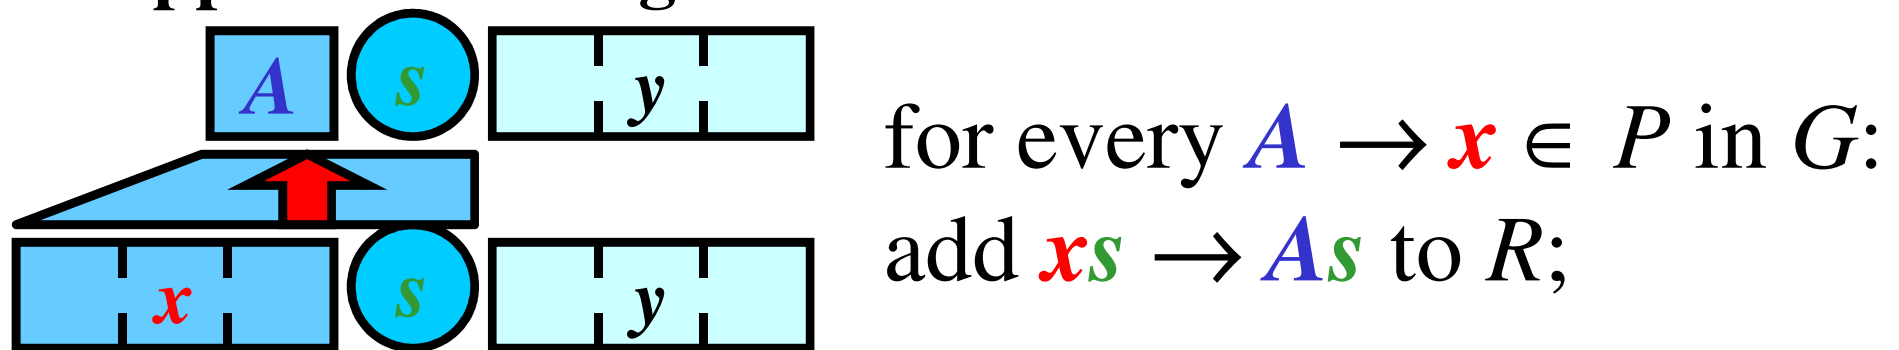 A s y
for every A → x ∈ P in G:
add xs → As to R;
x s y